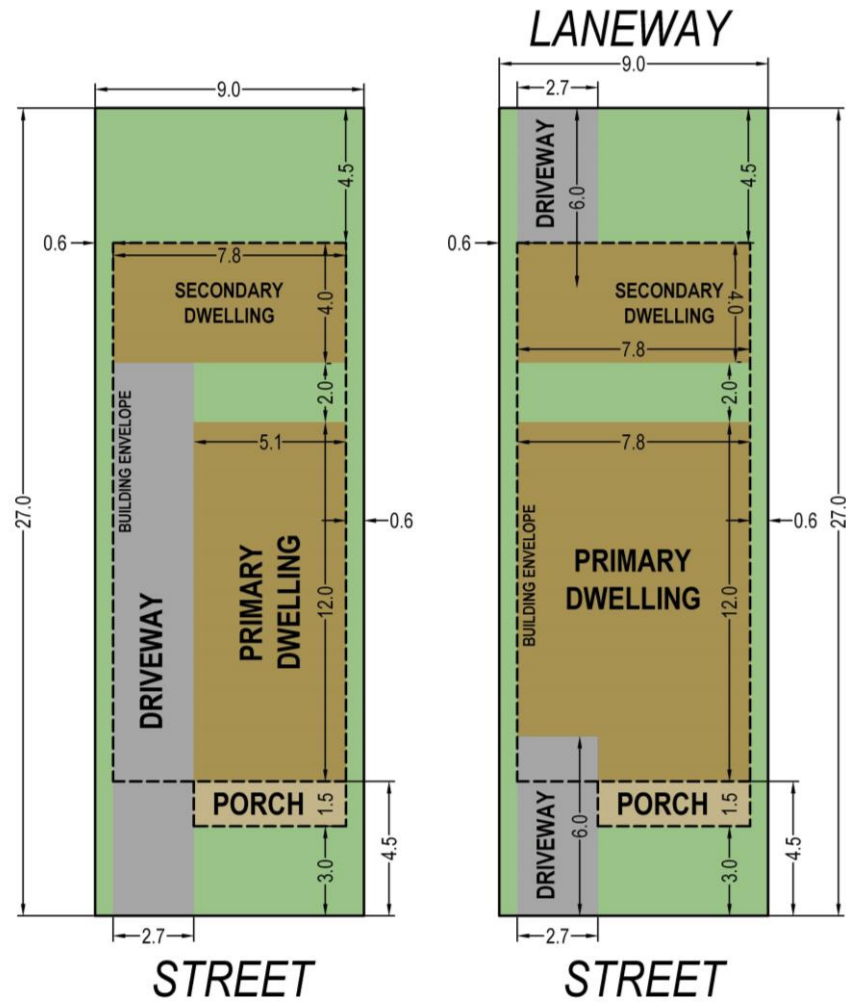 LANEWAY
9.0
9.0
2.7
DRIVEWAY
6.0
4.5
4.5
0.6
0.6
7.8
SECONDARY
DWELLING
4.0
SECONDARY
DWELLING
4.0
7.8
2.0
2.0
BUILDING ENVELOPE
5.1
7.8
27.0
27.0
0.6
0.6
DRIVEWAY
PRIMARY
DWELLING
12.0
BUILDING ENVELOPE
PRIMARY
DWELLING
12.0
PORCH
1.5
4.5
3.0
2.7
DRIVEWAY
6.0
PORCH
1.5
4.5
3.0
2.7
STREET
STREET